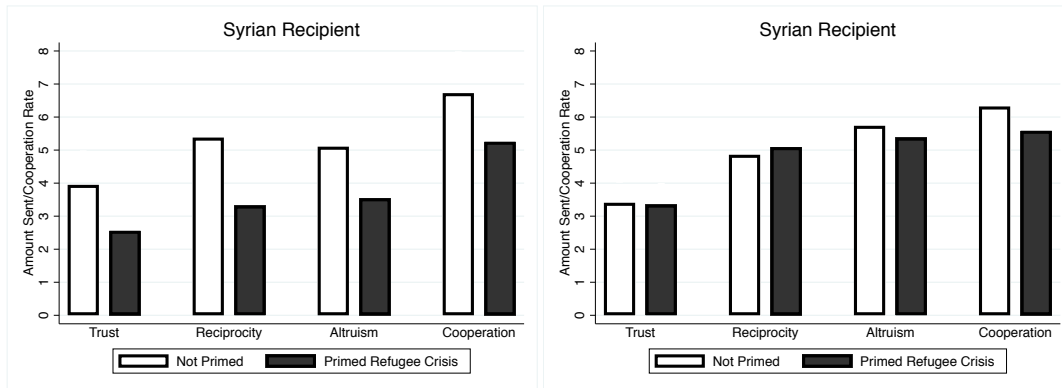 Syrian Recipient
Amount Sent/Cooperation Rate
8
7
6
5
4
3
2
1
0
Trust Reciprocity Altruism Cooperation
Not Primed Primed Refugee Crisis
Syrian Recipient
Amount Sent/Cooperation Rate
8
7
6
5
4
3
2
1
0
Trust Reciprocity Altruism Cooperation
Not Primed Primed Refugee Crisis